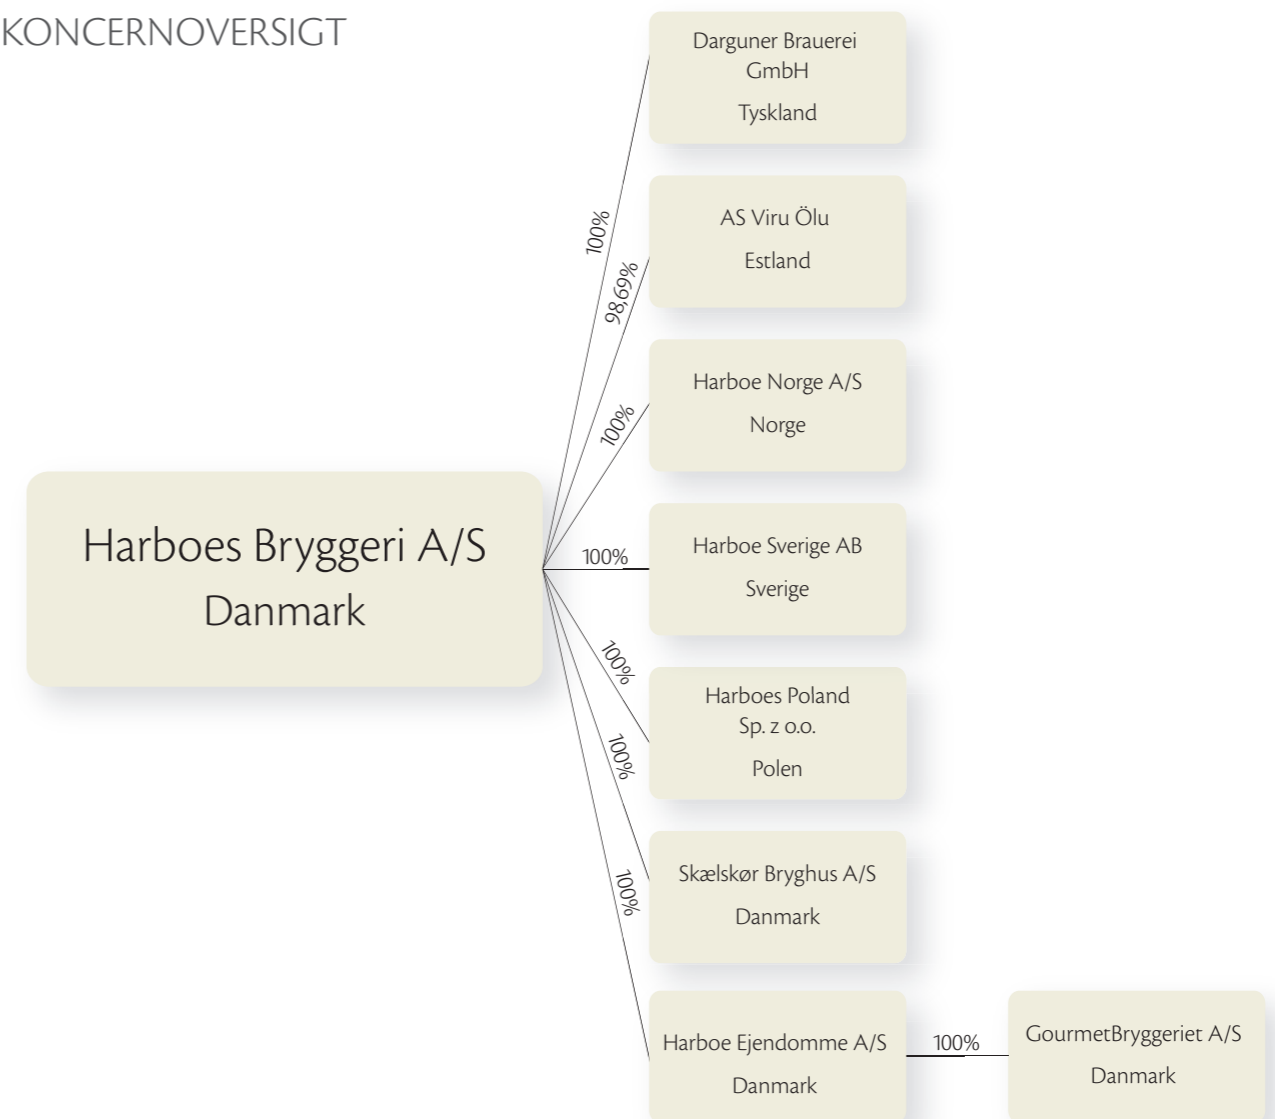 KONCERNOVERSIGT
Darguner Brauerei
GmbH
Tyskland
100%
AS Viru Ölu
Estland
98,69%
Harboe Norge A/S
Norge
100%
Harboes Bryggeri A/S
Danmark
100%
Harboe Sverige AB
Sverige
100%
Harboes Poland
Sp. z o.o.
Polen
100%
Skælskør Bryghus A/S
Danmark
100%
Harboe Ejendomme A/S
Danmark
100%
GourmetBryggeriet A/S
Danmark